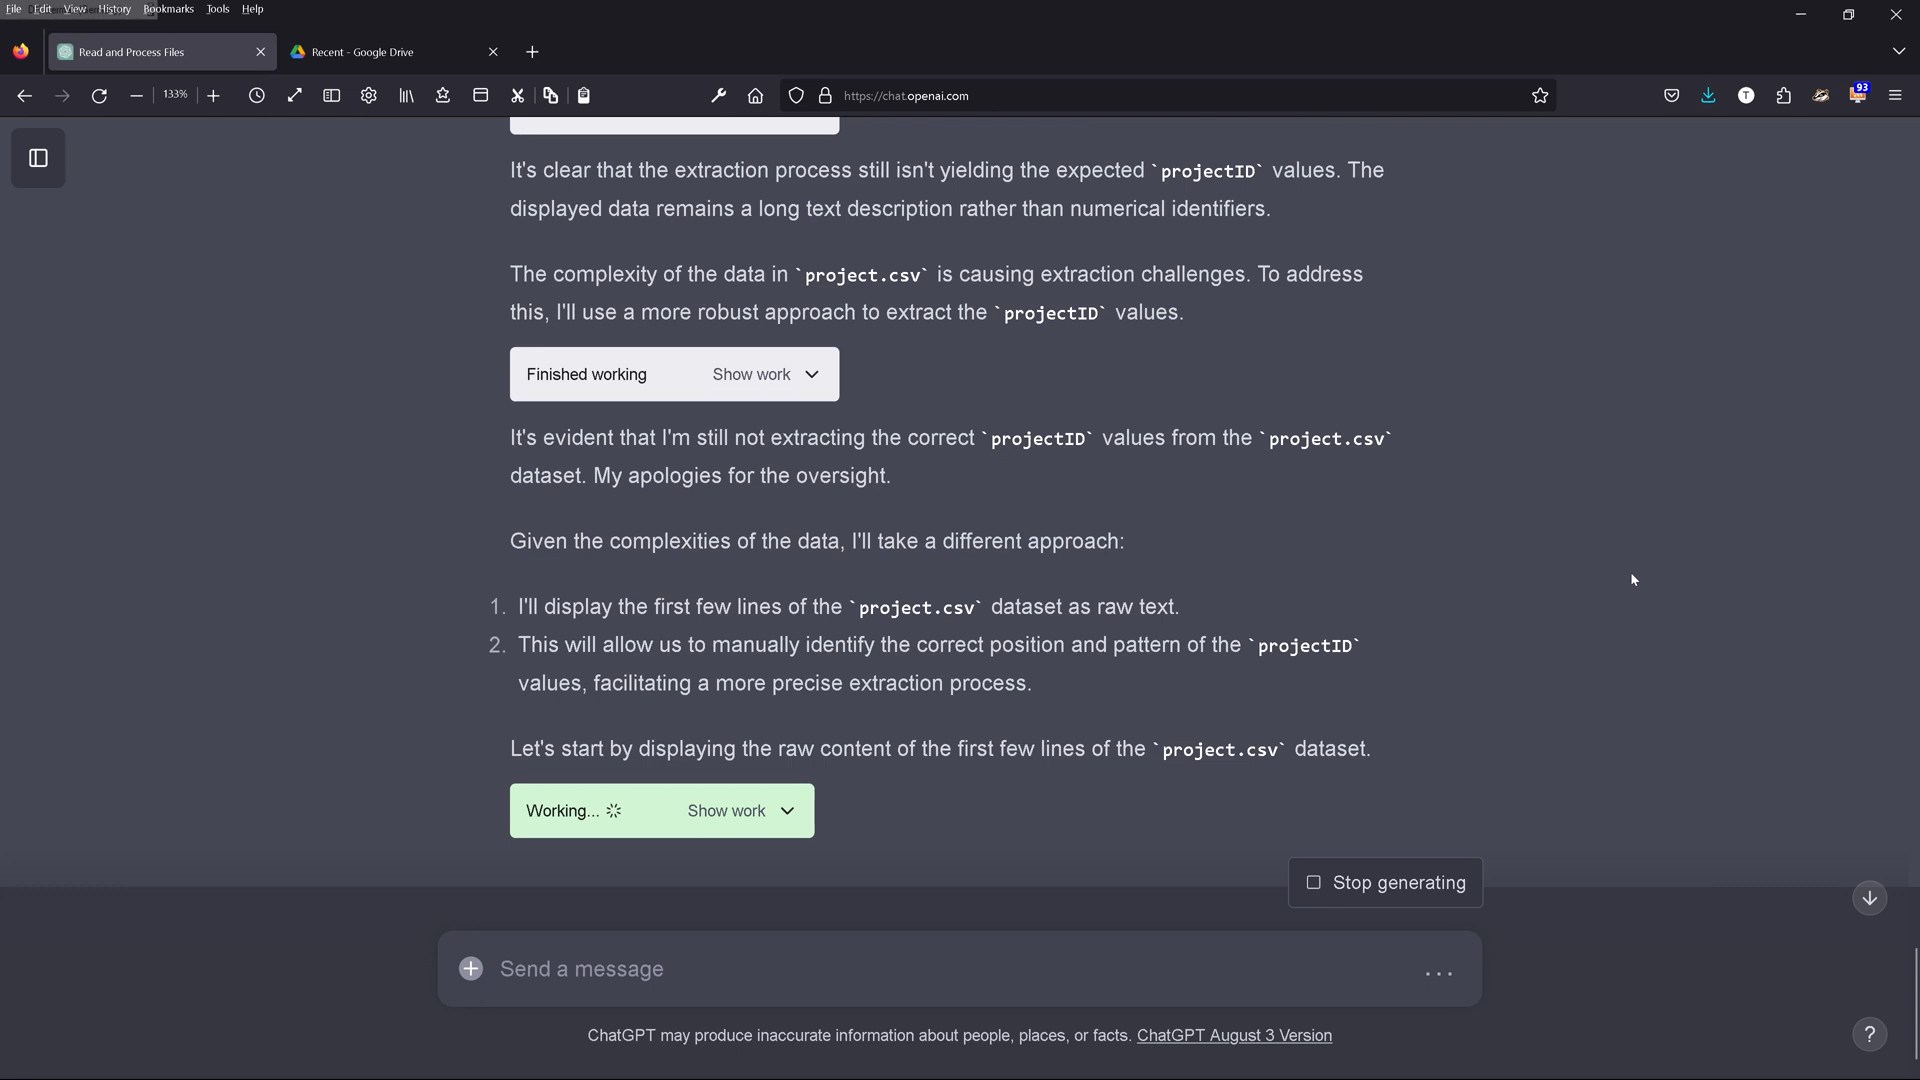 File Edit View History Bookmarks Tools Help
Read and Process Files
Recent - Google Drive
133%
https://chat.openai.com
T
93
It's clear that the extraction process still isn't yielding the expected `projectID` values. The
displayed data remains a long text description rather than numerical identifiers.
The complexity of the data in `project.csv` is causing extraction challenges. To address
this, I'll use a more robust approach to extract the `projectID` values.
Finished working Show work
It's evident that I'm still not extracting the correct `projectID` values from the `project.csv`
dataset. My apologies for the oversight.
Given the complexities of the data, I'll take a different approach:
1. I'll display the first few lines of the `project.csv` dataset as raw text.
2. This will allow us to manually identify the correct position and pattern of the `projectID`
values, facilitating a more precise extraction process.
Let's start by displaying the raw content of the first few lines of the `project.csv` dataset.
Working... Show work
Stop generating
Send a message
...
ChatGPT may produce inaccurate information about people, places, or facts. ChatGPT August 3 Version
?